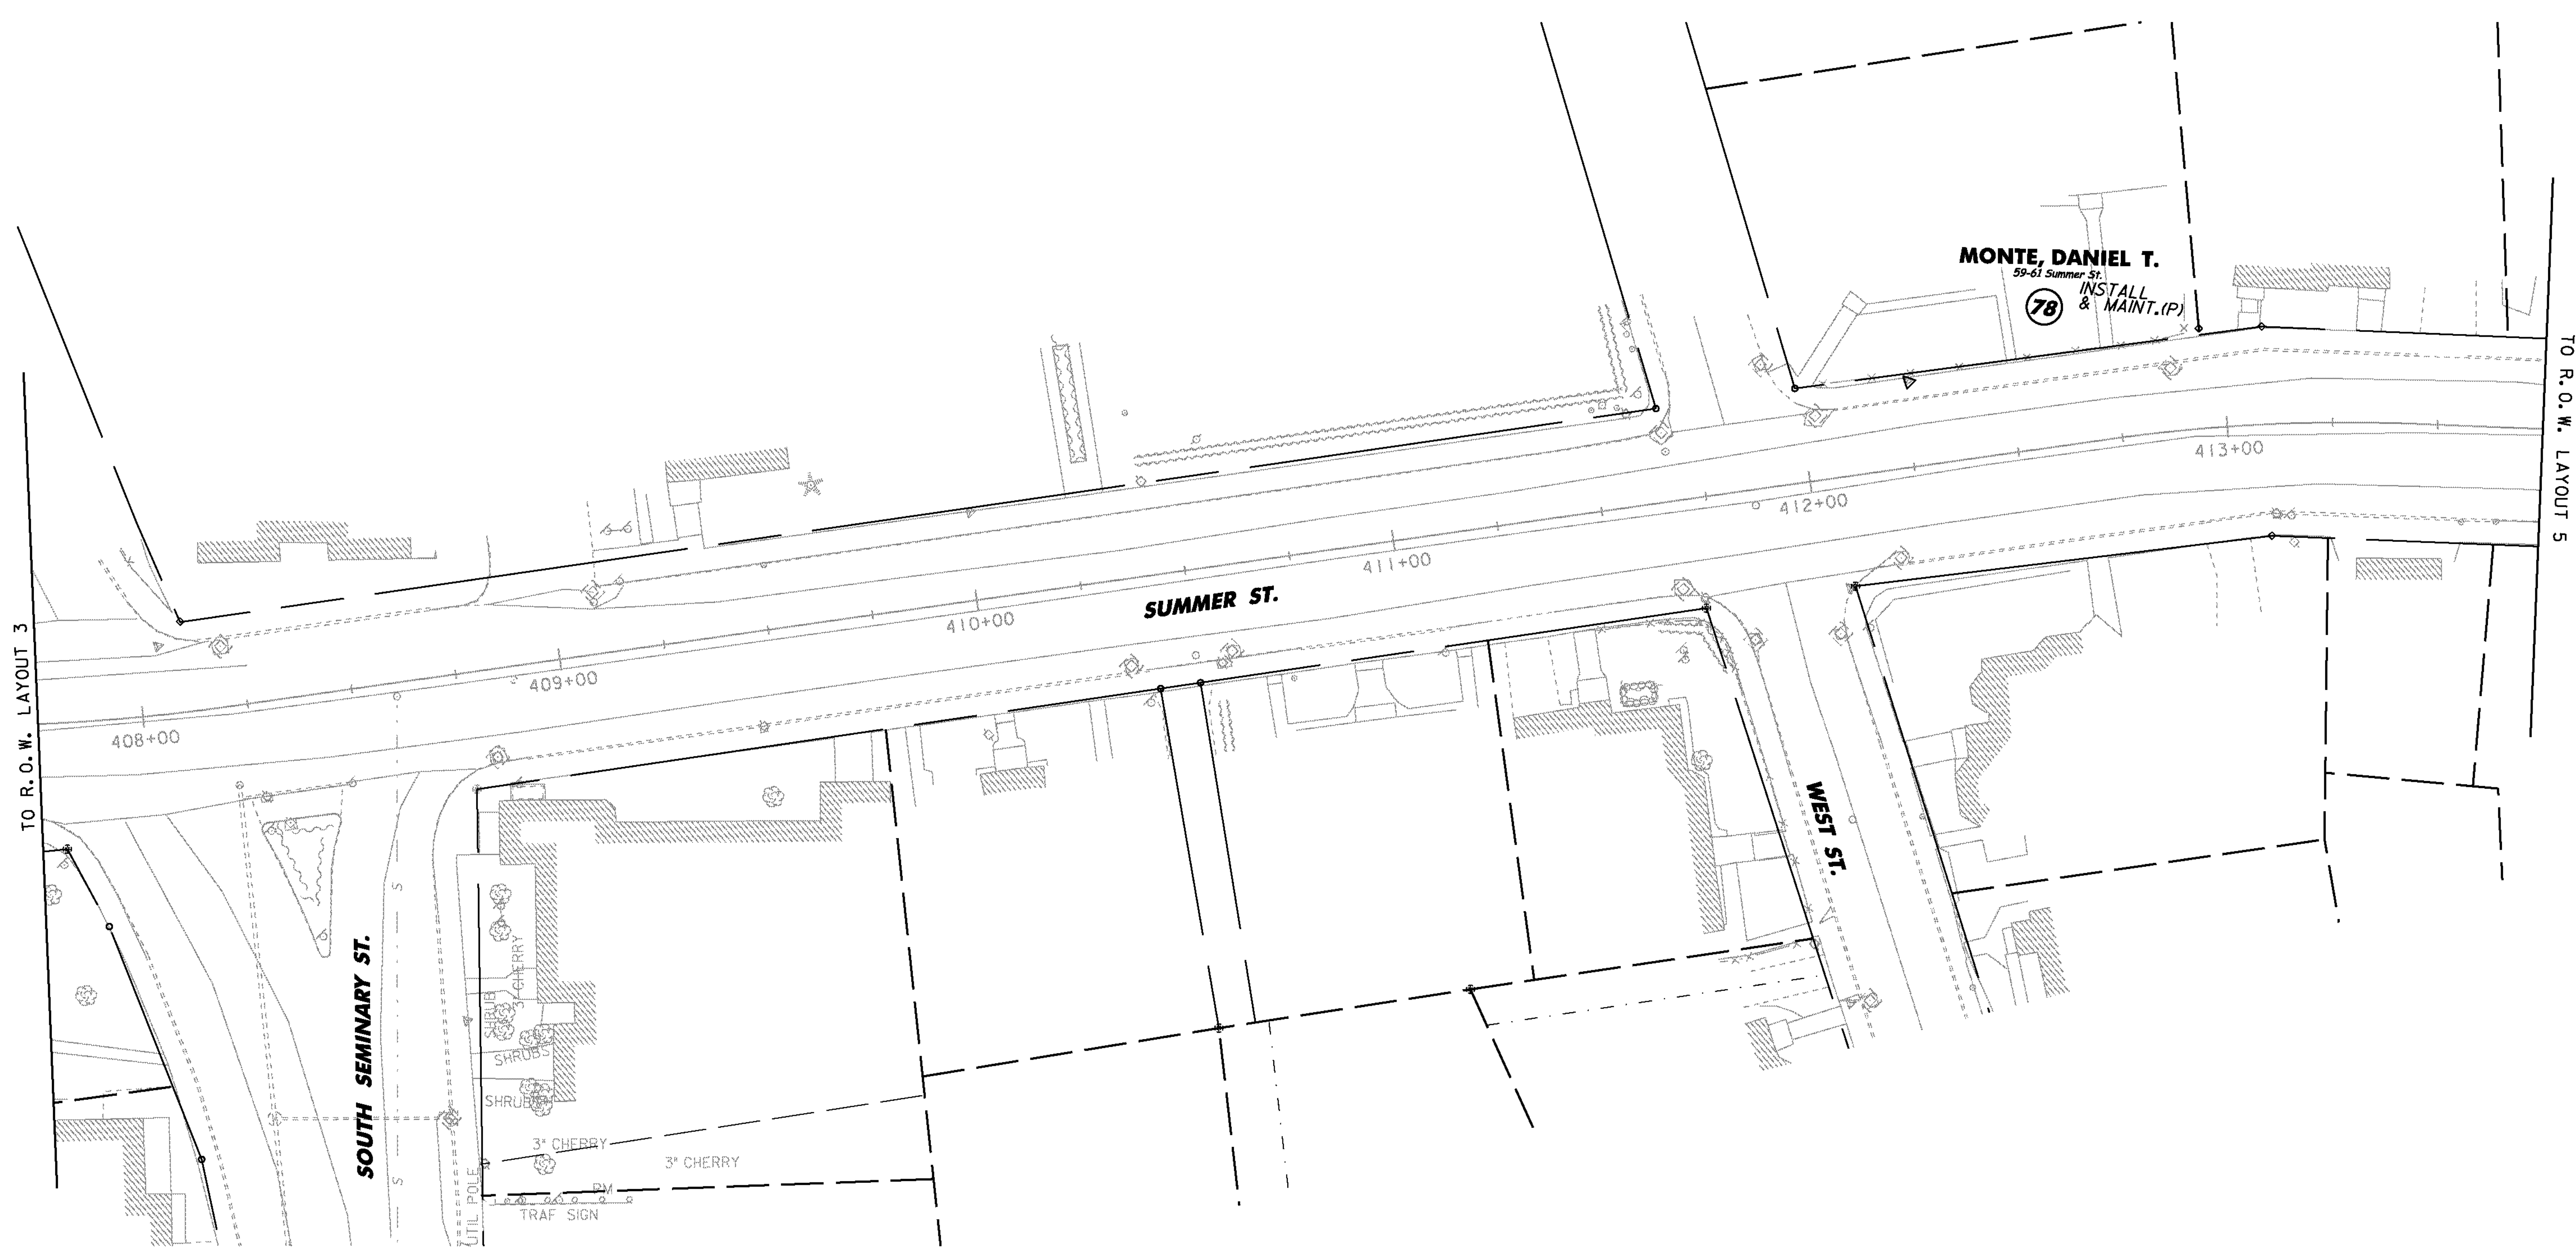 MONTE, DANIEL T.
59-61 Summer St.
78
INSTALL
& MAINT.(P)
TO R.O.W. LAYOUT 3
TO R.O.W. LAYOUT 5
408+00
409+00
410+00
411+00
412+00
413+00
SUMMER ST.
WEST ST.
SOUTH SEMINARY ST.
S
S
3" CHERRY
SHRUB
SHRUBS
SHRUBS
3" CHERRY
3" CHERRY
RM
TRAF SIGN
UTIL POLE